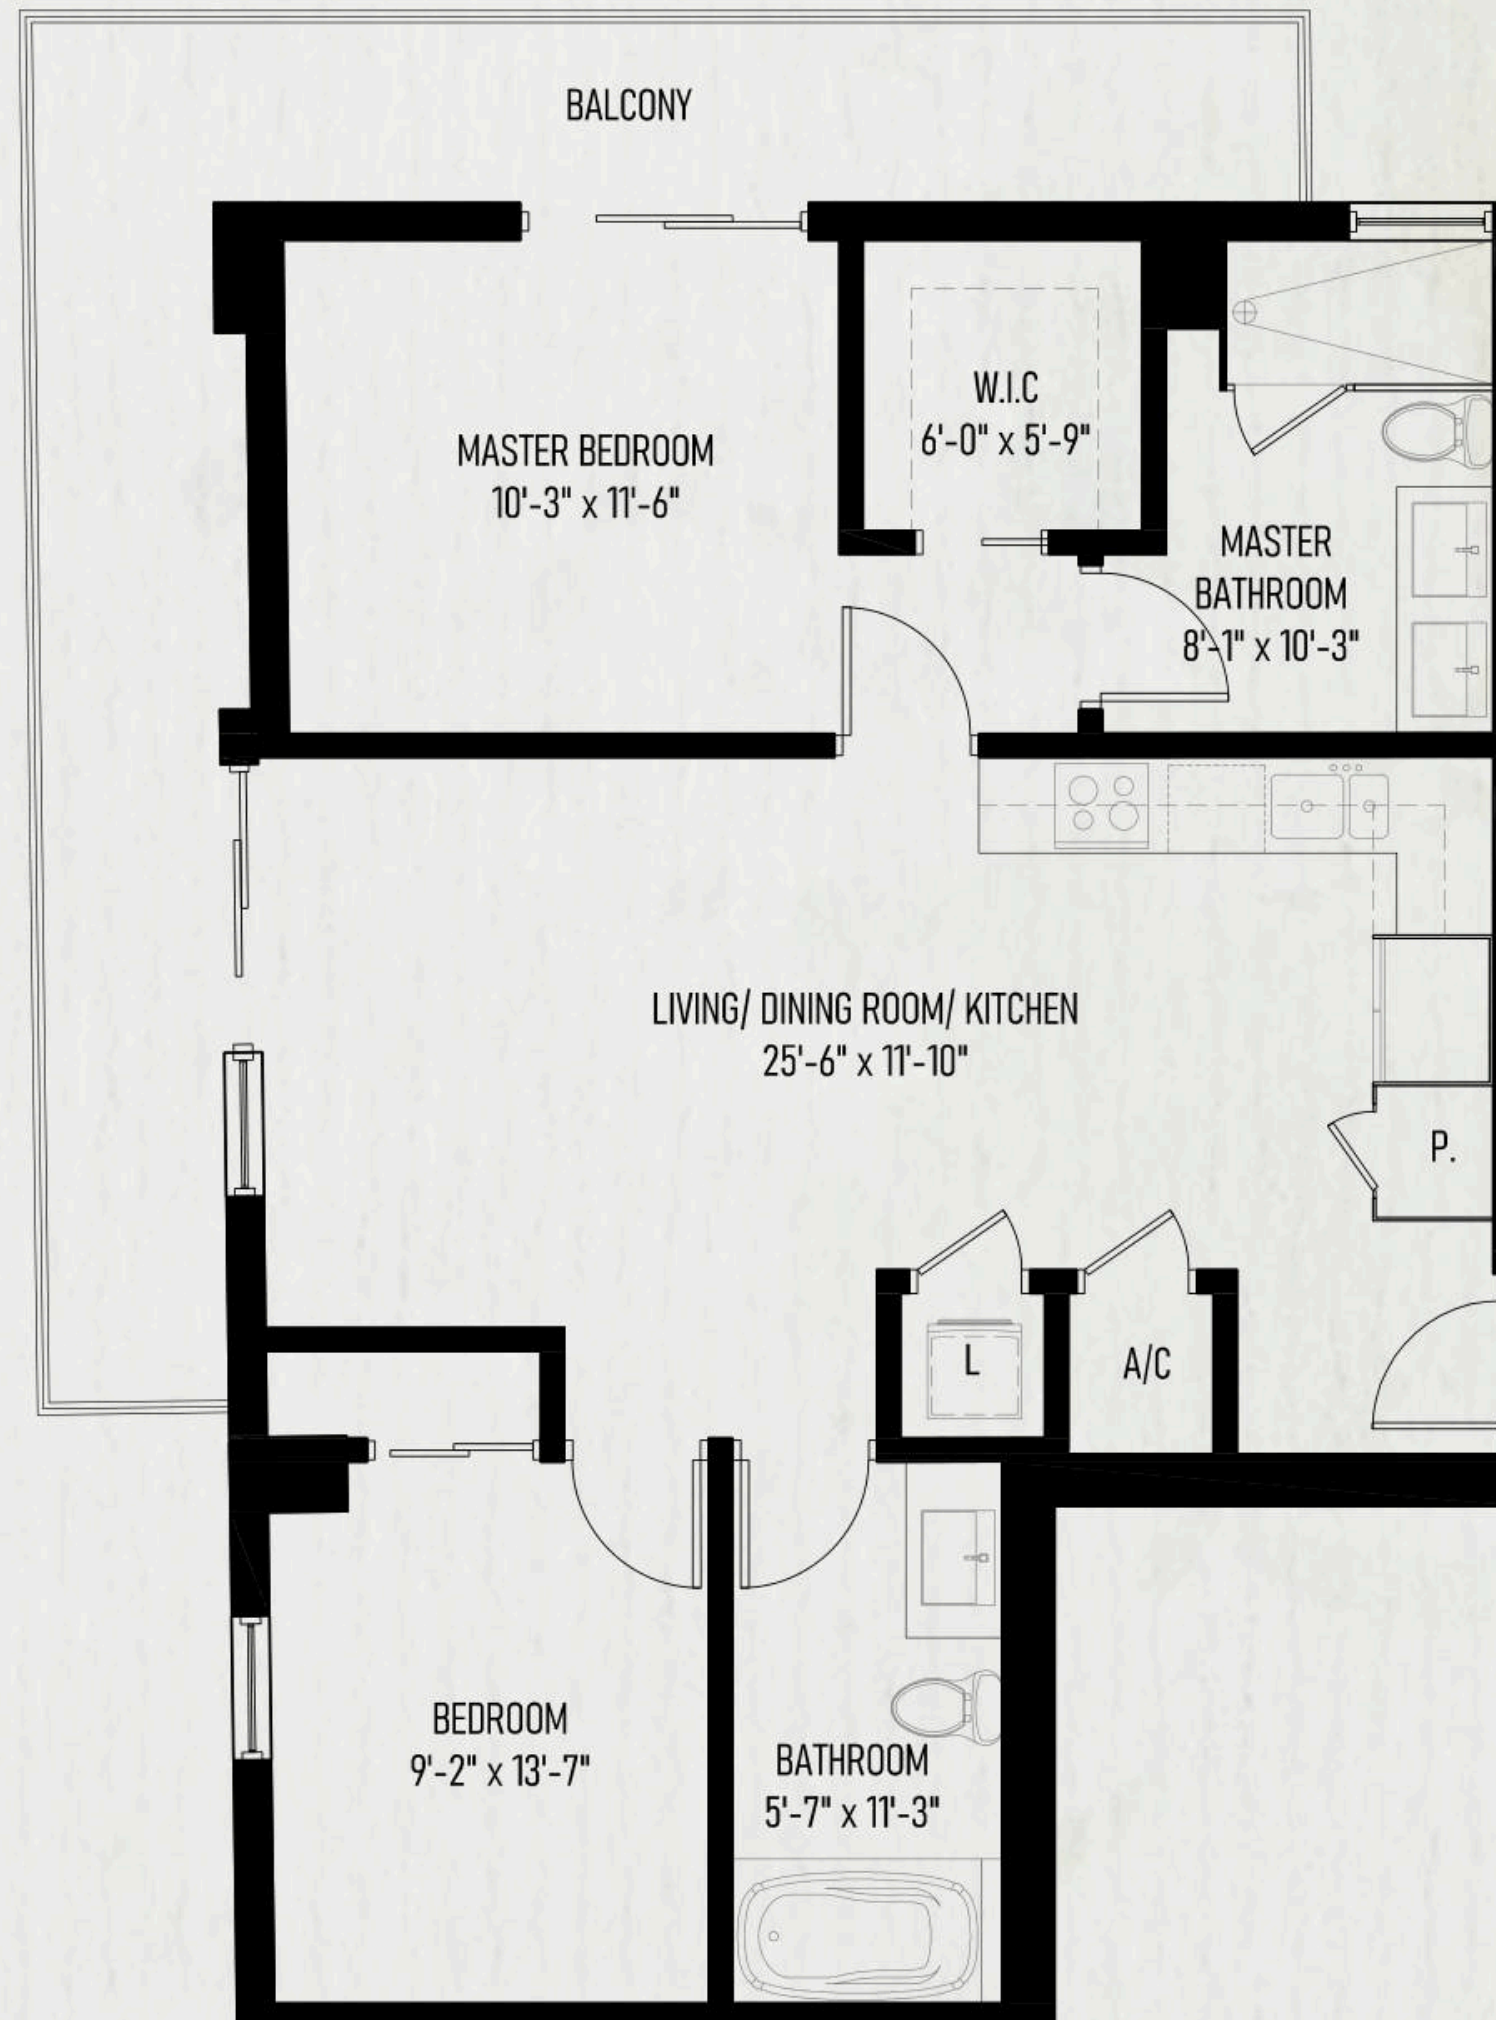 BALCONY
W.I.C
6'-0" x 5'-9"
MASTER BEDROOM
10'-3" x 11'-6"
MASTER
BATHROOM
8'-1" x 10'-3"
LIVING/ DINING ROOM/ KITCHEN
25'-6" x 11'-10"
P.
L
A/C
BEDROOM
9'-2" x 13'-7"
BATHROOM
5'-7" x 11'-3"